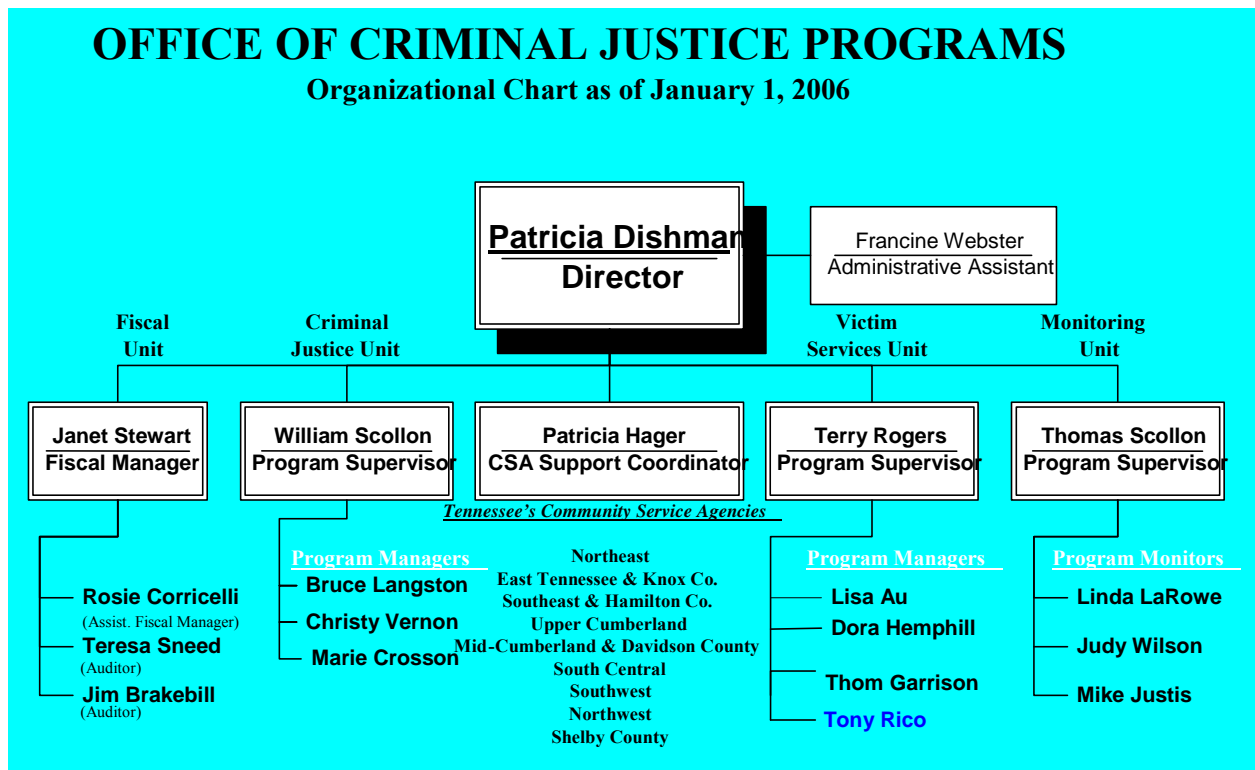 OFFICE OF CRIMINAL JUSTICE PROGRAMS
Organizational Chart as of January 1, 2006
Patricia Dishman
Director
Francine Webster
Administrative Assistant
Fiscal
Unit
Criminal
Justice Unit
Victim
Services Unit
Monitoring
Unit
Janet Stewart
Fiscal Manager
William Scollon
Program Supervisor
Patricia Hager
CSA Support Coordinator
Terry Rogers
Program Supervisor
Thomas Scollon
Program Supervisor
Rosie Corricelli
(Assist. Fiscal Manager)
Teresa Sneed
(Auditor)
Jim Brakebill
(Auditor)
Program Managers
Bruce Langston
Christy Vernon
Marie Crosson
Tennessee's Community Service Agencies
Northeast
East Tennessee & Knox Co.
Southeast & Hamilton Co.
Upper Cumberland
Mid-Cumberland & Davidson County
South Central
Southwest
Northwest
Shelby County
Program Managers
Lisa Au
Dora Hemphill
Thom Garrison
Tony Rico
Program Monitors
Linda LaRowe
Judy Wilson
Mike Justis